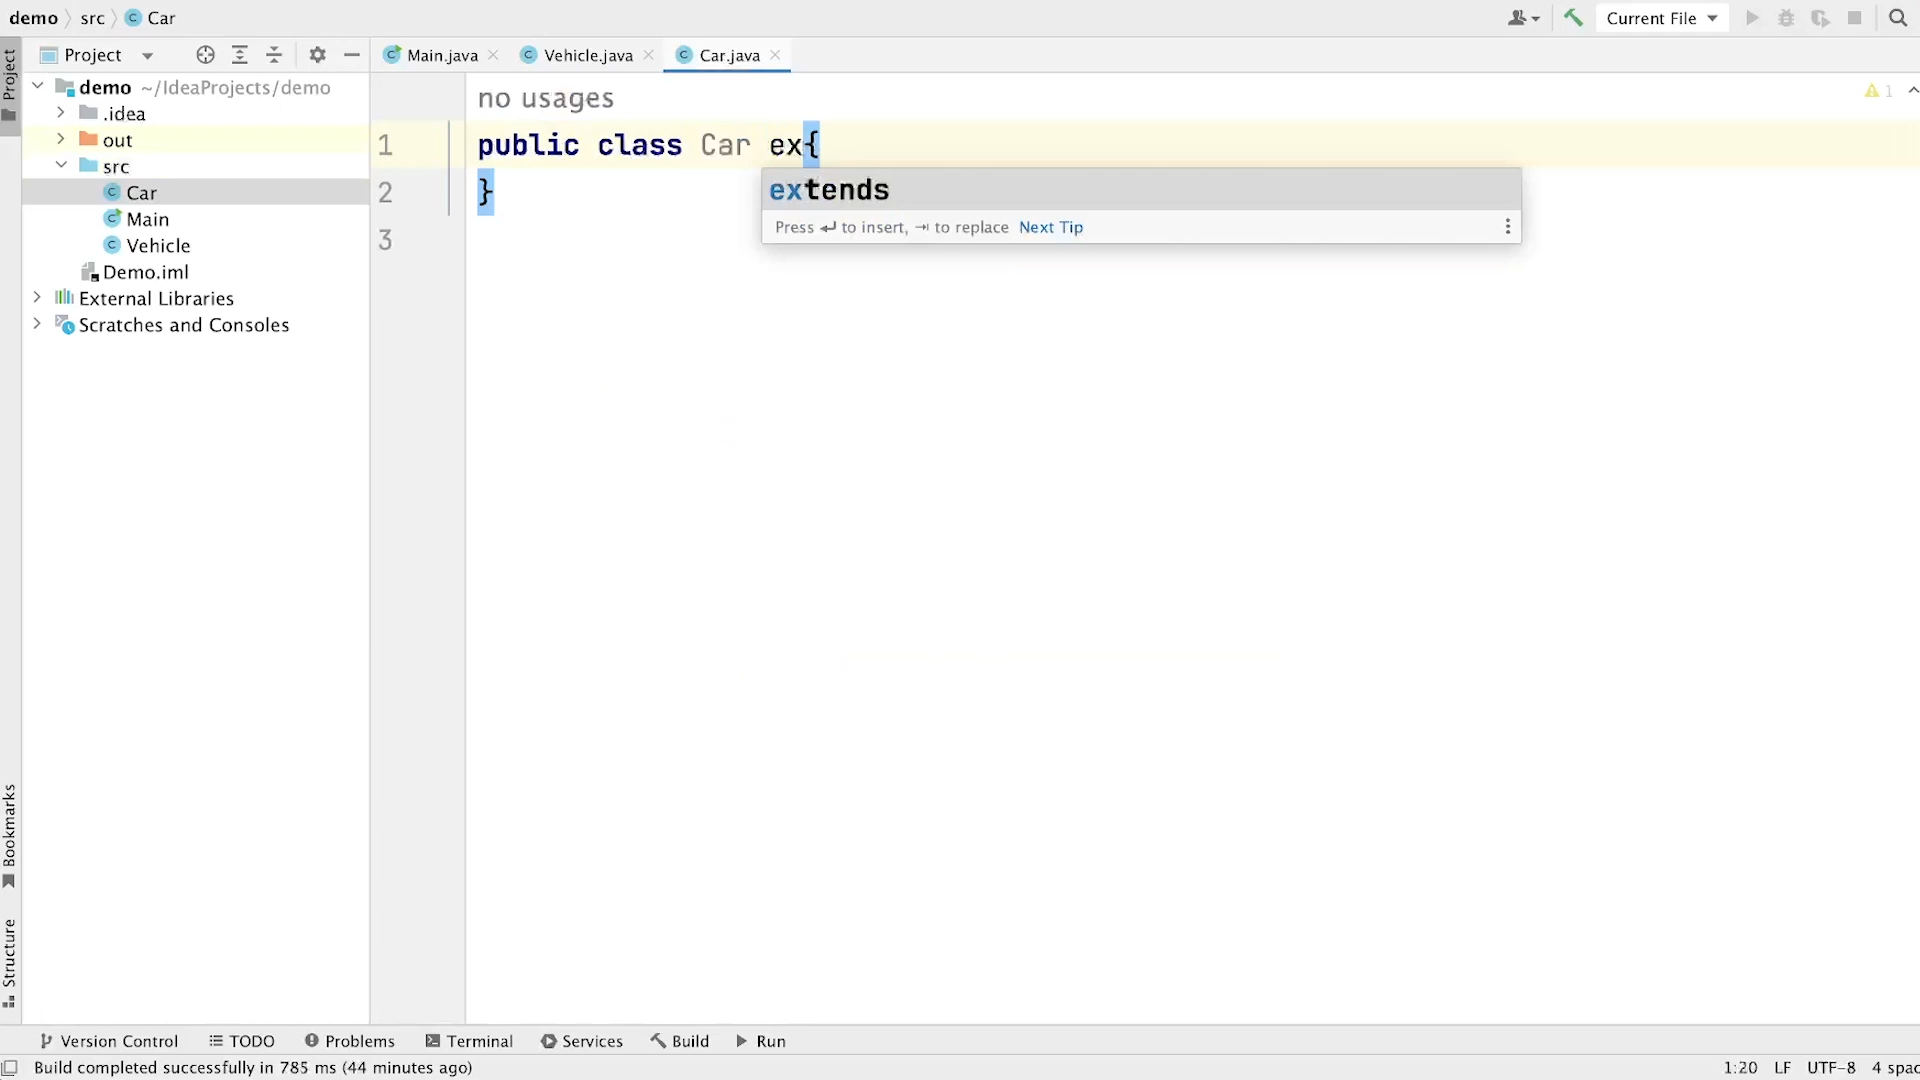 demo src Car
Current File
Project
Main.java
Vehicle.java
Car.java
Project
demo ~/IdeaProjects/demo
.idea
out
src
Car
Main
Vehicle
Demo.iml
External Libraries
Scratches and Consoles
no usages
1
1 public class Car ex{
extends
Press ↵ to insert, ⇥ to replace Next Tip
2 }
3
Bookmarks
Structure
Version Control
TODO
Problems
Terminal
Services
Build
Run
Build completed successfully in 785 ms (44 minutes ago)
1:20 LF UTF-8 4 spac